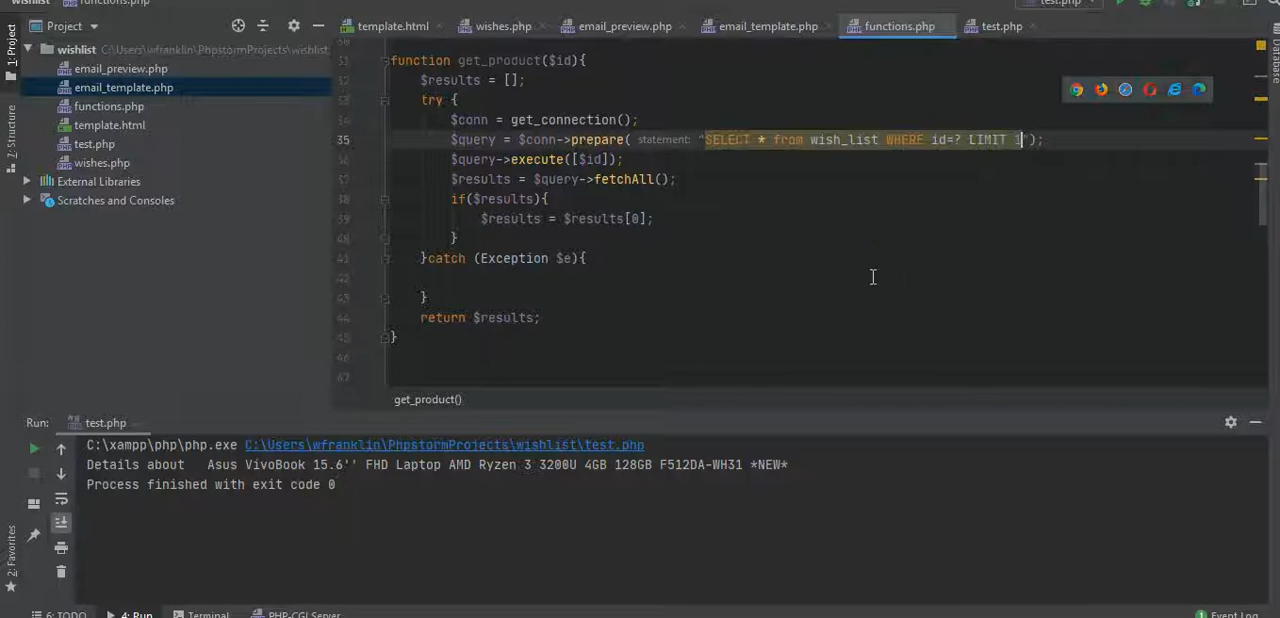 wishlist functions.php test.php
Project template.html wishes.php email_preview.php email_template.php functions.php test.php
1: Project
7: Structure
2: Favorites
Database
wishlist C:\Users\wfranklin\PhpstormProjects\wishlist
email_preview.php
email_template.php
functions.php
template.html
test.php
wishes.php
External Libraries
Scratches and Consoles
function get_product($id){
$results = [];
try {
$conn = get_connection();
35 $query = $conn->prepare( statement: "SELECT * from wish_list WHERE id=? LIMIT 1");
$query->execute([$id]);
$results = $query->fetchAll();
if($results){
$results = $results[0];
}
}catch (Exception $e){
}
return $results;
}
get_product()
Run: test.php
C:\xampp\php\php.exe C:\Users\wfranklin\PhpstormProjects\wishlist\test.php
Details about   Asus VivoBook 15.6'' FHD Laptop AMD Ryzen 3 3200U 4GB 128GB F512DA-WH31 *NEW*
Process finished with exit code 0
6: TODO 4: Run Terminal PHP-CGI Server 1 Event Log